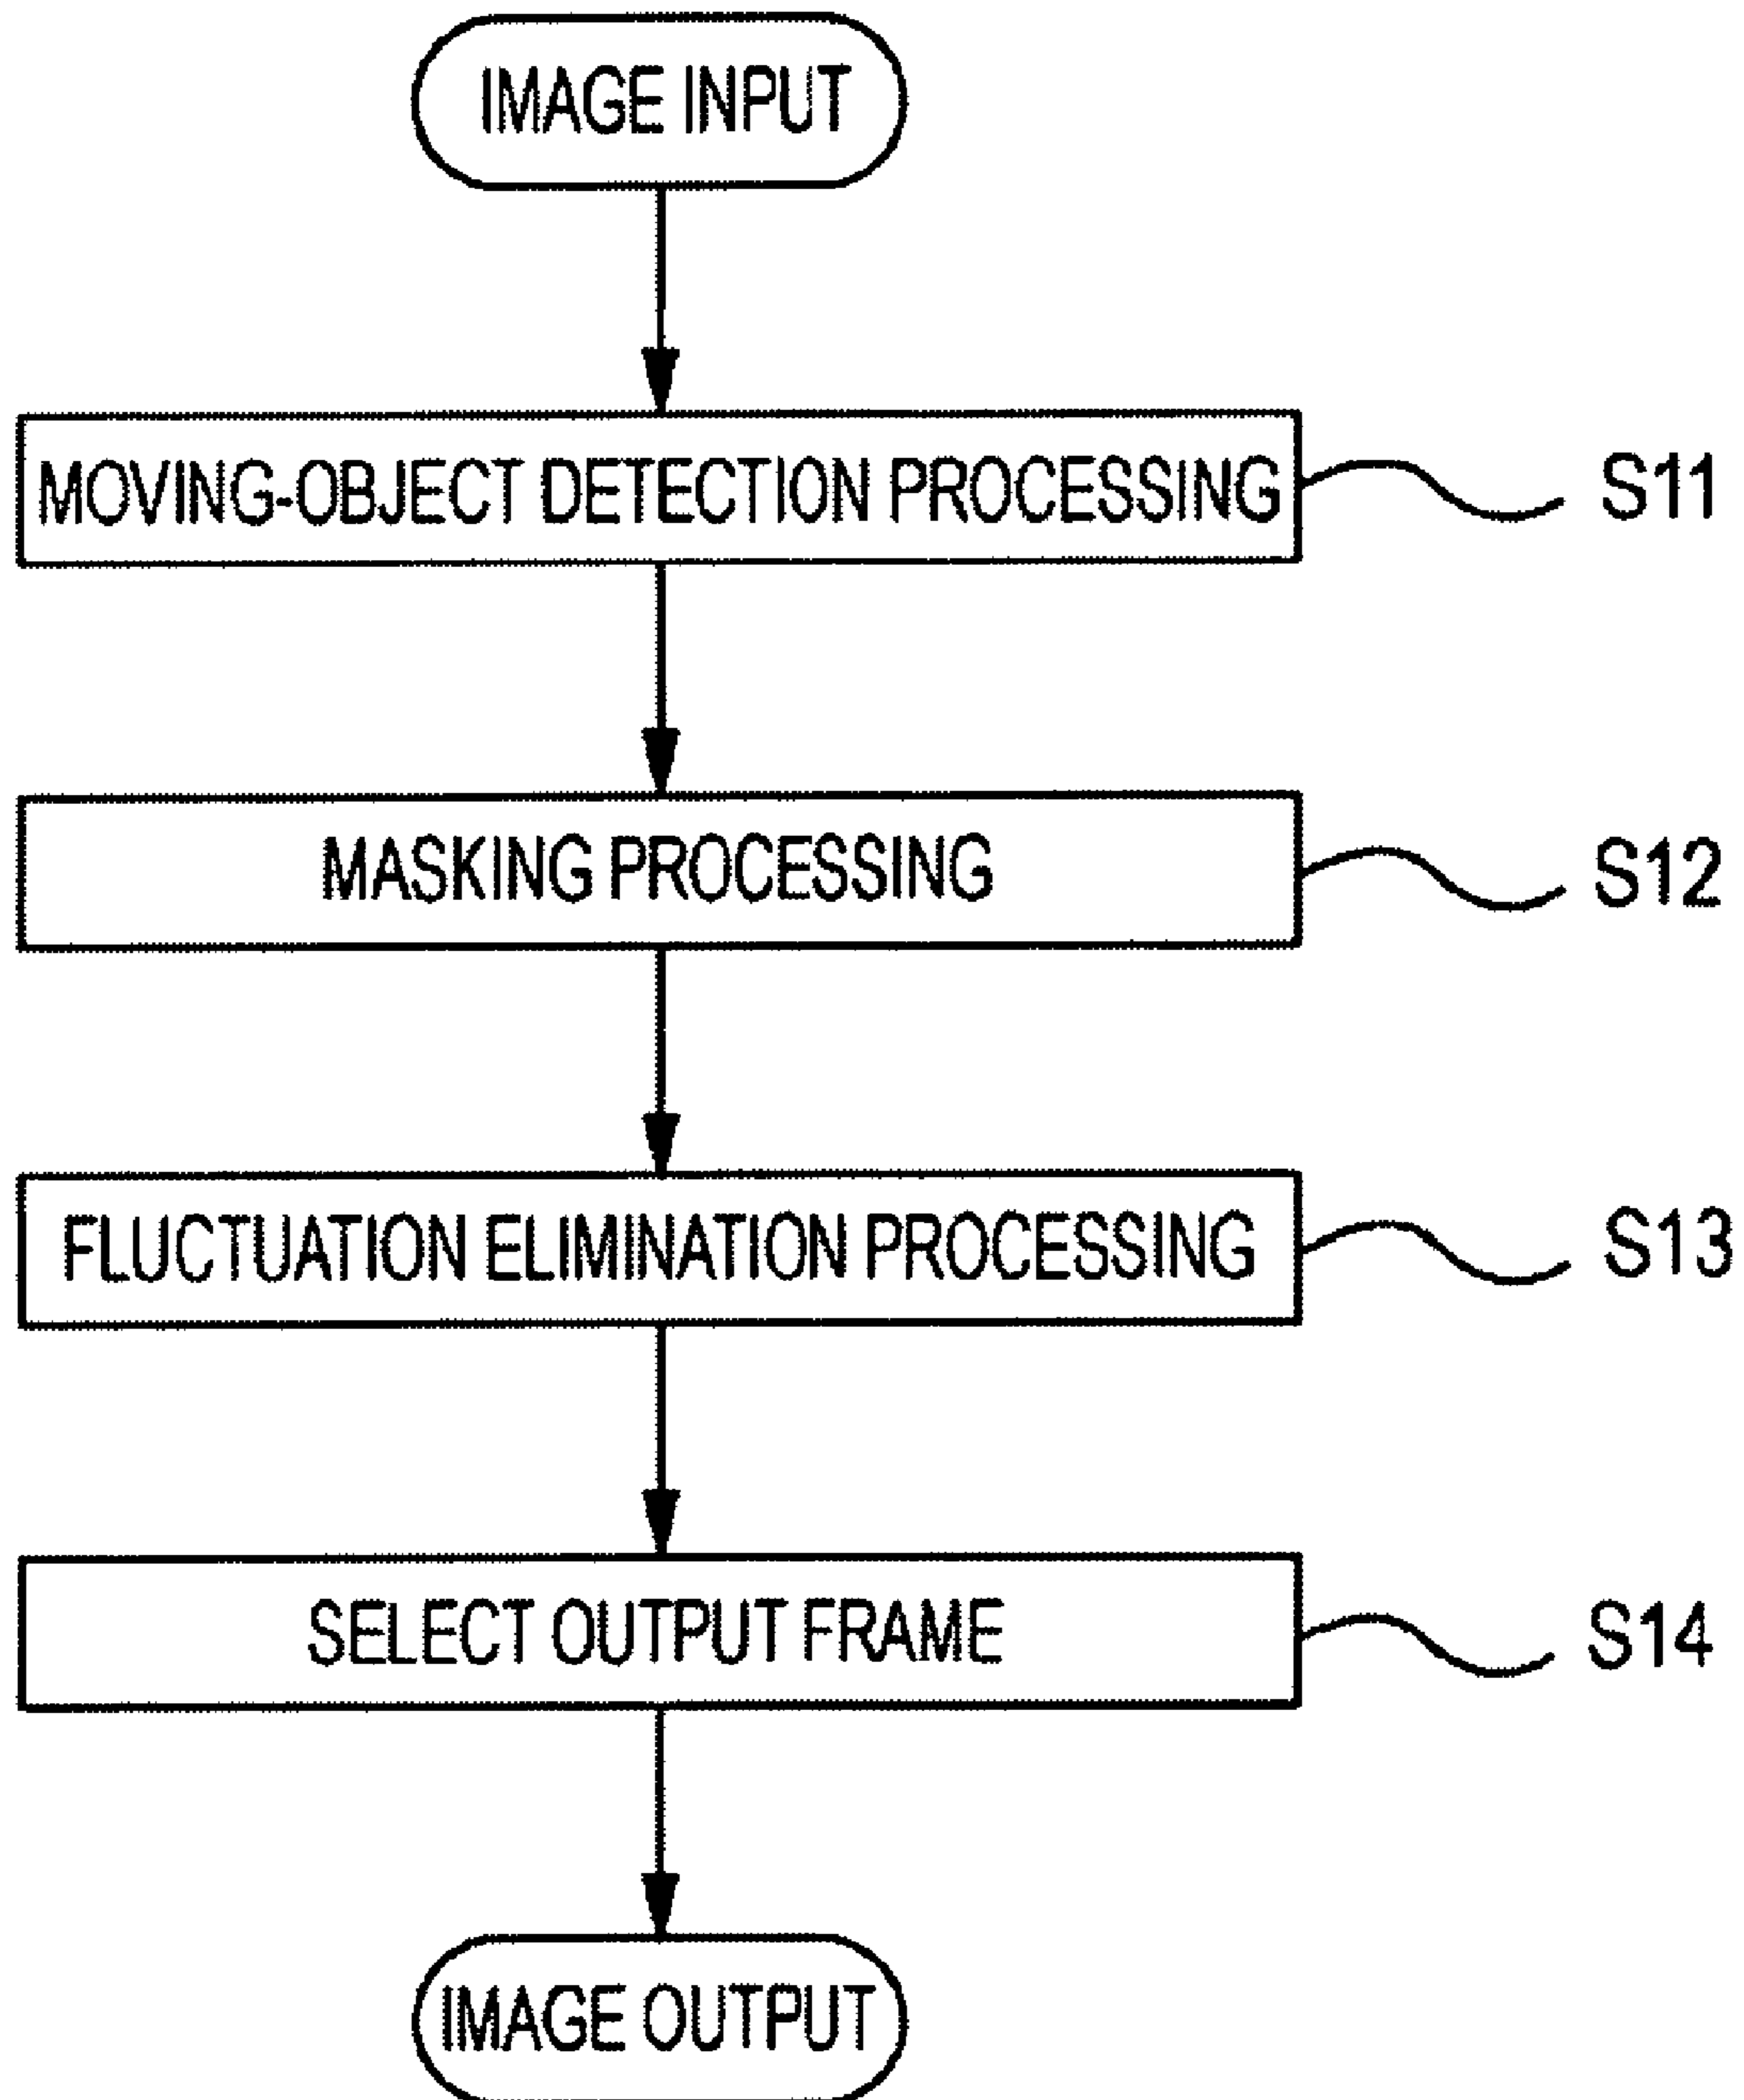 IMAGE INPUT
MOVING-OBJECT DETECTION PROCESSING
S11
MASKING PROCESSING
S12
FLUCTUATION ELIMINATION PROCESSING
S13
SELECT OUTPUT FRAME
S14
IMAGE OUTPUT